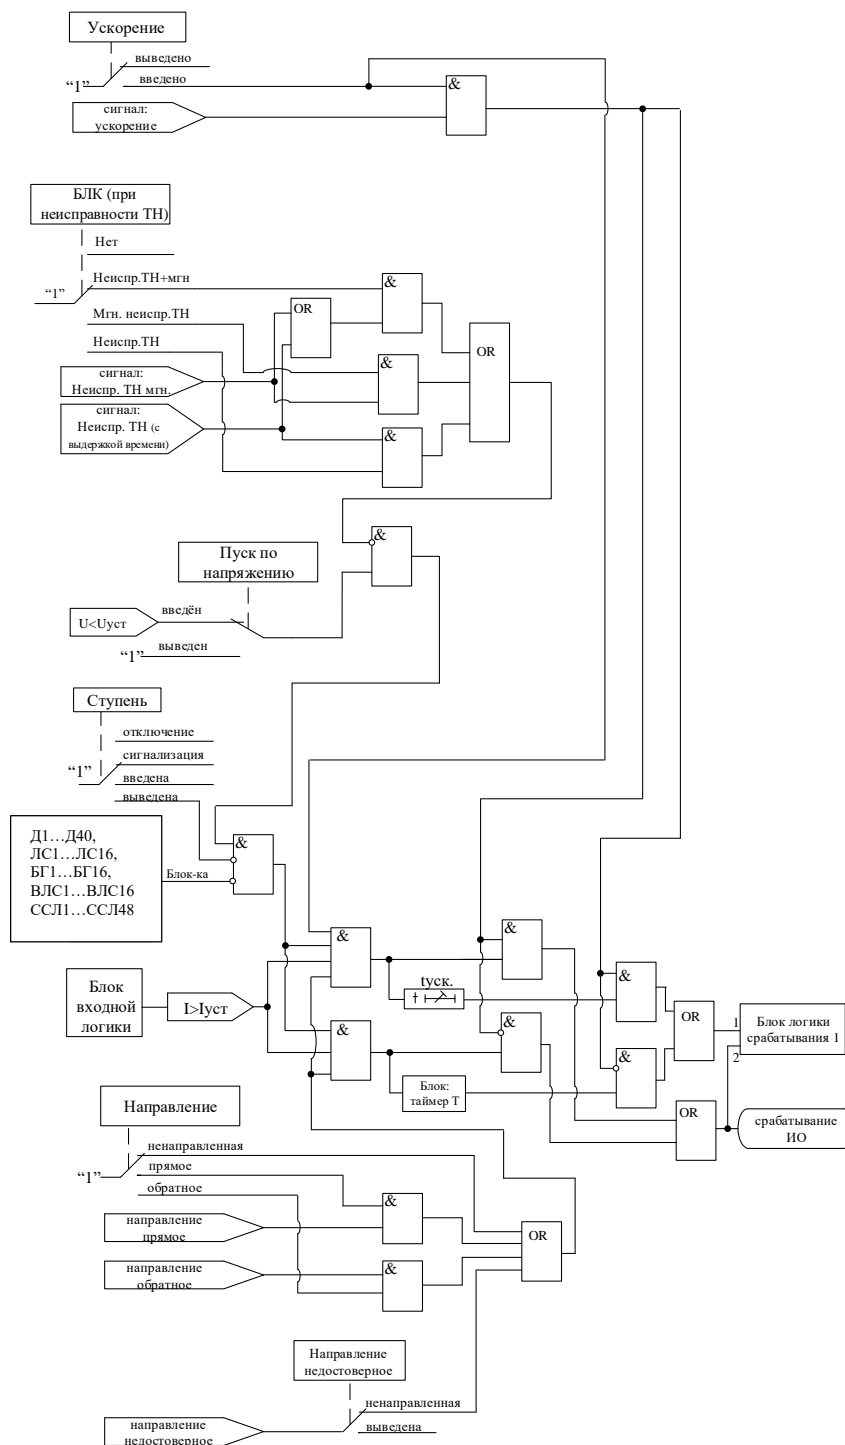 Ускорение
выведено
“1”
введено
&
сигнал:
ускорение
БЛК (при
неисправности ТН)
Нет
“1”
Неиспр.ТН+мгн
&
OR
Мгн. неиспр.ТН
Неиспр.ТН
OR
&
сигнал:
Неиспр. ТН мгн.
сигнал:
Неиспр. ТН (с
выдержкой времени)
&
&
Пуск по
напряжению
введён
U<Uуст
“1”
выведен
Ступень
отключение
сигнализация
“1”
введена
выведена
Д1…Д40,
ЛС1…ЛС16,
БГ1…БГ16,
ВЛС1…ВЛС16
ССЛ1…ССЛ48
&
Блок-ка
&
&
Блок
входной
логики
I>Iуст
tуск.
&
OR
1
Блок логики
срабатывания 1
2
&
&
&
Блок:
таймер Т
OR
срабатывание
ИО
Направление
ненаправленная
“1”
прямое
обратное
&
направление
прямое
OR
направление
обратное
&
Направление
недостоверное
ненаправленная
направление
недостоверное
выведена